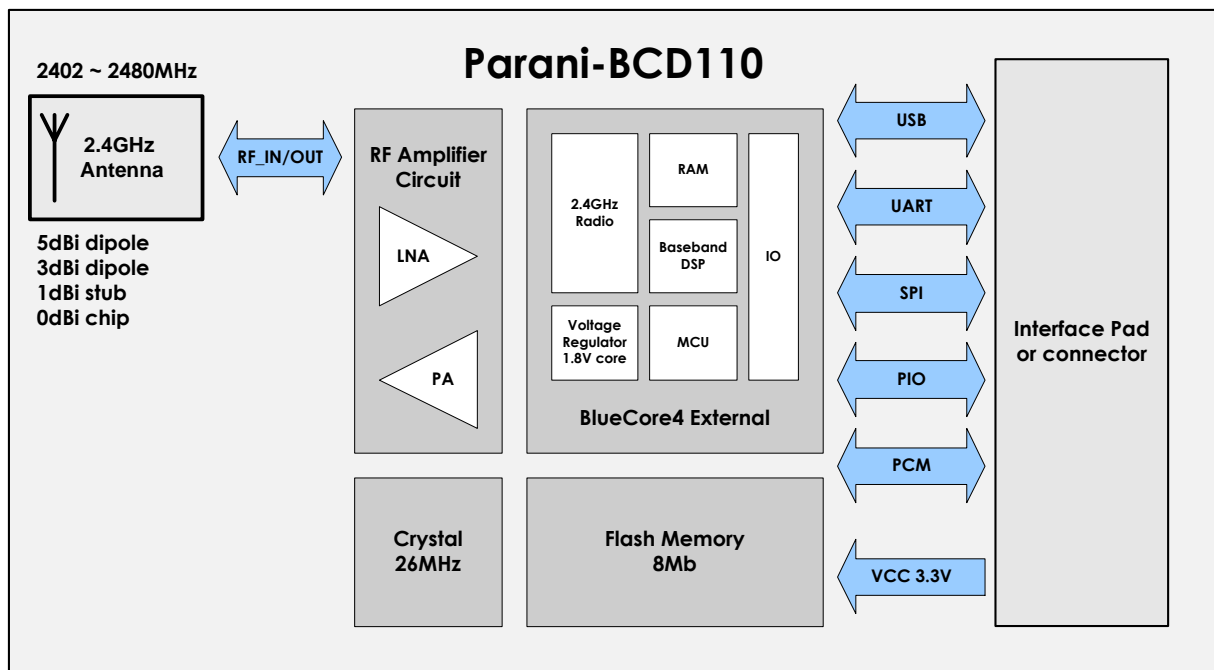 Parani-BCD110
2402 ~ 2480MHz
2.4GHz
Antenna
5dBi dipole
3dBi dipole
1dBi stub
0dBi chip
RF_IN/OUT
RF Amplifier
Circuit
LNA
PA
2.4GHz
Radio
RAM
Baseband
DSP
IO
Voltage
Regulator
1.8V core
MCU
BlueCore4 External
Crystal
26MHz
Flash Memory
8Mb
USB
UART
SPI
PIO
PCM
VCC 3.3V
Interface Pad
or connector